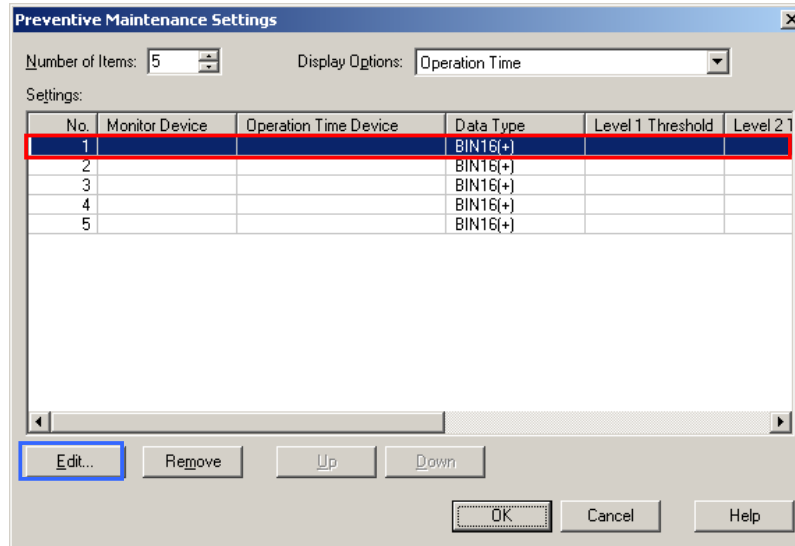 Preventive Maintenance Settings
Number of Items: 5 Display Options: Operation Time
Settings:
No. Monitor Device Operation Time Device Data Type Level 1 Threshold Level 2 T
1 BIN16(+)
2 BIN16(+)
3 BIN16(+)
4 BIN16(+)
5 BIN16(+)
Edit... Remove Up Down
OK Cancel Help